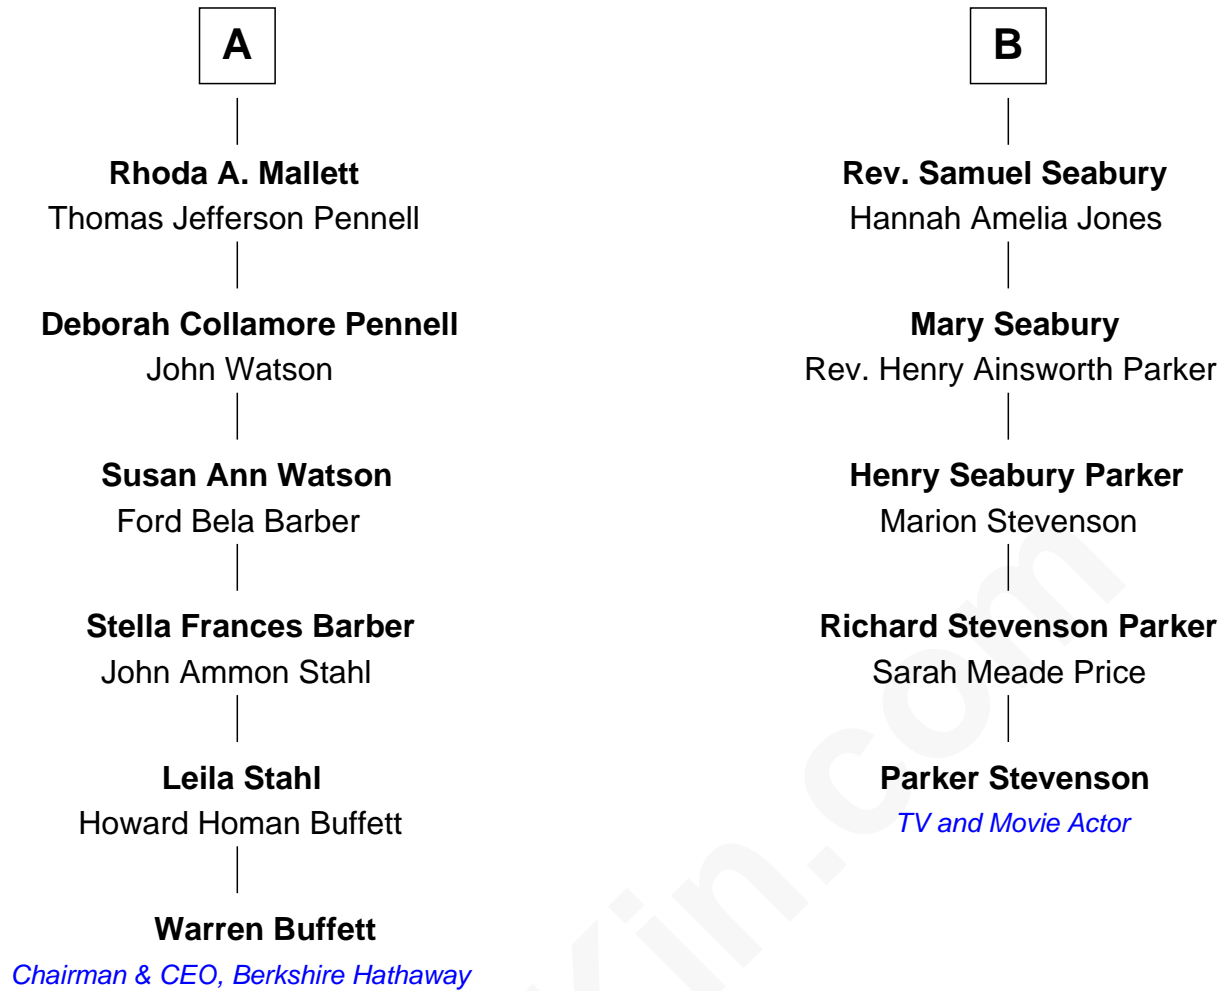 A
Rhoda A. Mallett
Thomas Jefferson Pennell
Deborah Collamore Pennell
John Watson
Susan Ann Watson
Ford Bela Barber
Stella Frances Barber
John Ammon Stahl
Leila Stahl
Howard Homan Buffett
Warren Buffett
Chairman & CEO, Berkshire Hathaway
B
Rev. Samuel Seabury
Hannah Amelia Jones
Mary Seabury
Rev. Henry Ainsworth Parker
Henry Seabury Parker
Marion Stevenson
Richard Stevenson Parker
Sarah Meade Price
Parker Stevenson
TV and Movie Actor
Kin.com